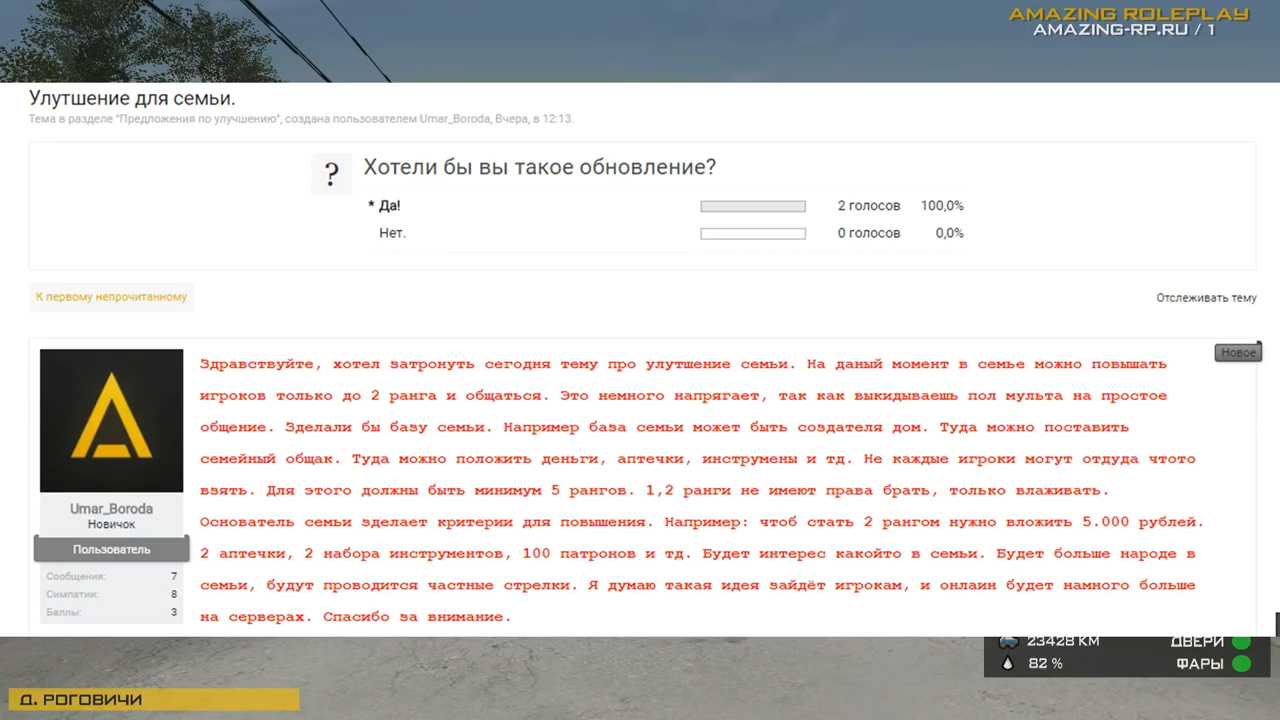 AMAZING ROLEPLAY
AMAZING-RP.RU / 1
Улутшение для семьи.
Тема в разделе "Предложения по улучшению", создана пользователем Umar_Boroda, Вчера, в 12:13.
?
Хотели бы вы такое обновление?
* Да! 2 голосов 100,0%
Нет. 0 голосов 0,0%
К первому непрочитанному
Отслеживать тему
Новое
Здравствуйте, хотел затронуть сегодня тему про улутшение семьи. На даный момент в семье можно повышать
игроков только до 2 ранга и общаться. Это немного напрягает, так как выкидываешь пол мульта на простое
общение. Зделали бы базу семьи. Например база семьи может быть создателя дом. Туда можно поставить
семейный общак. Туда можно положить деньги, аптечки, инструмены и тд. Не каждые игроки могут отдуда чтото
взять. Для этого должны быть минимум 5 рангов. 1,2 ранги не имеют права брать, только влаживать.
Основатель семьи зделает критерии для повышения. Например: чтоб стать 2 рангом нужно вложить 5.000 рублей.
2 аптечки, 2 набора инструментов, 100 патронов и тд. Будет интерес какойто в семьи. Будет больше народе в
семьи, будут проводится частные стрелки. Я думаю такая идея зайдёт игрокам, и онлаин будет намного больше
на серверах. Спасибо за внимание.
Umar_Boroda
Новичок
Пользователь
Сообщения: 7
Симпатии: 8
Баллы: 3
23428 КМ ДВЕРИ
82 % ФАРЫ
Д. РОГОВИЧИ